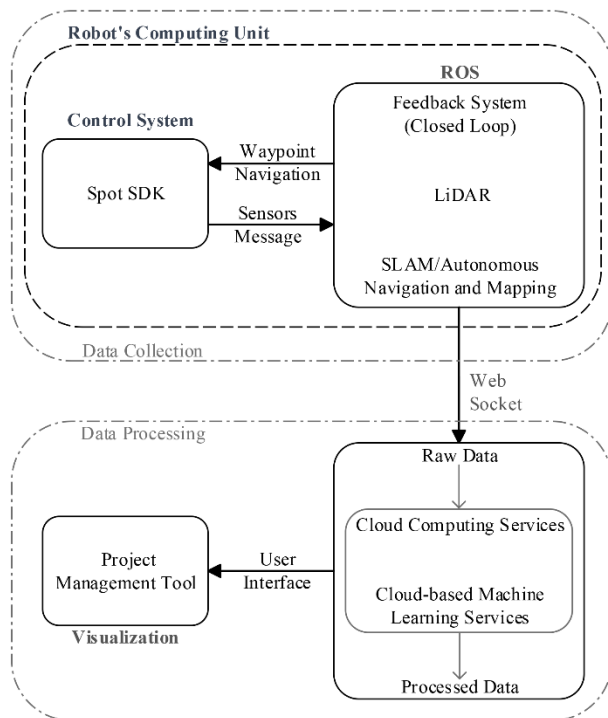 Robot's Computing Unit
ROS
Feedback System
(Closed Loop)
Control System
Waypoint
Navigation
Spot SDK
LiDAR
Sensors
Message
SLAM/Autonomous
Navigation and Mapping
Data Collection
Web
Socket
Data Processing
Raw Data
Cloud Computing Services
Project
Management Tool
User
Interface
Cloud-based Machine
Learning Services
Visualization
Processed Data